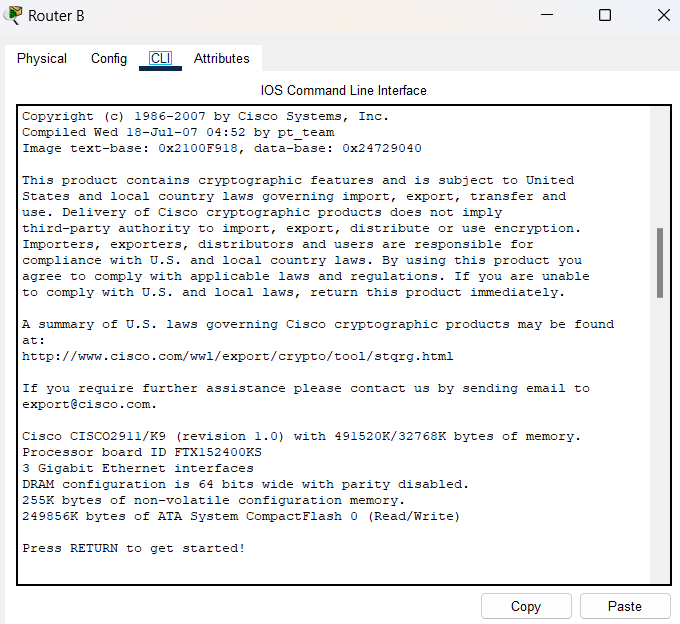 Router B
Physical Config CLI Attributes
IOS Command Line Interface
Copyright (c) 1986-2007 by Cisco Systems, Inc.
Compiled Wed 18-Jul-07 04:52 by pt_team
Image text-base: 0x2100F918, data-base: 0x24729040
This product contains cryptographic features and is subject to United
States and local country laws governing import, export, transfer and
use. Delivery of Cisco cryptographic products does not imply
third-party authority to import, export, distribute or use encryption.
Importers, exporters, distributors and users are responsible for
compliance with U.S. and local country laws. By using this product you
agree to comply with applicable laws and regulations. If you are unable
to comply with U.S. and local laws, return this product immediately.
A summary of U.S. laws governing Cisco cryptographic products may be found
at:
http://www.cisco.com/wwl/export/crypto/tool/stqrg.html
If you require further assistance please contact us by sending email to
export@cisco.com.
Cisco CISCO2911/K9 (revision 1.0) with 491520K/32768K bytes of memory.
Processor board ID FTX152400KS
3 Gigabit Ethernet interfaces
DRAM configuration is 64 bits wide with parity disabled.
255K bytes of non-volatile configuration memory.
249856K bytes of ATA System CompactFlash 0 (Read/Write)
Press RETURN to get started!
Copy Paste